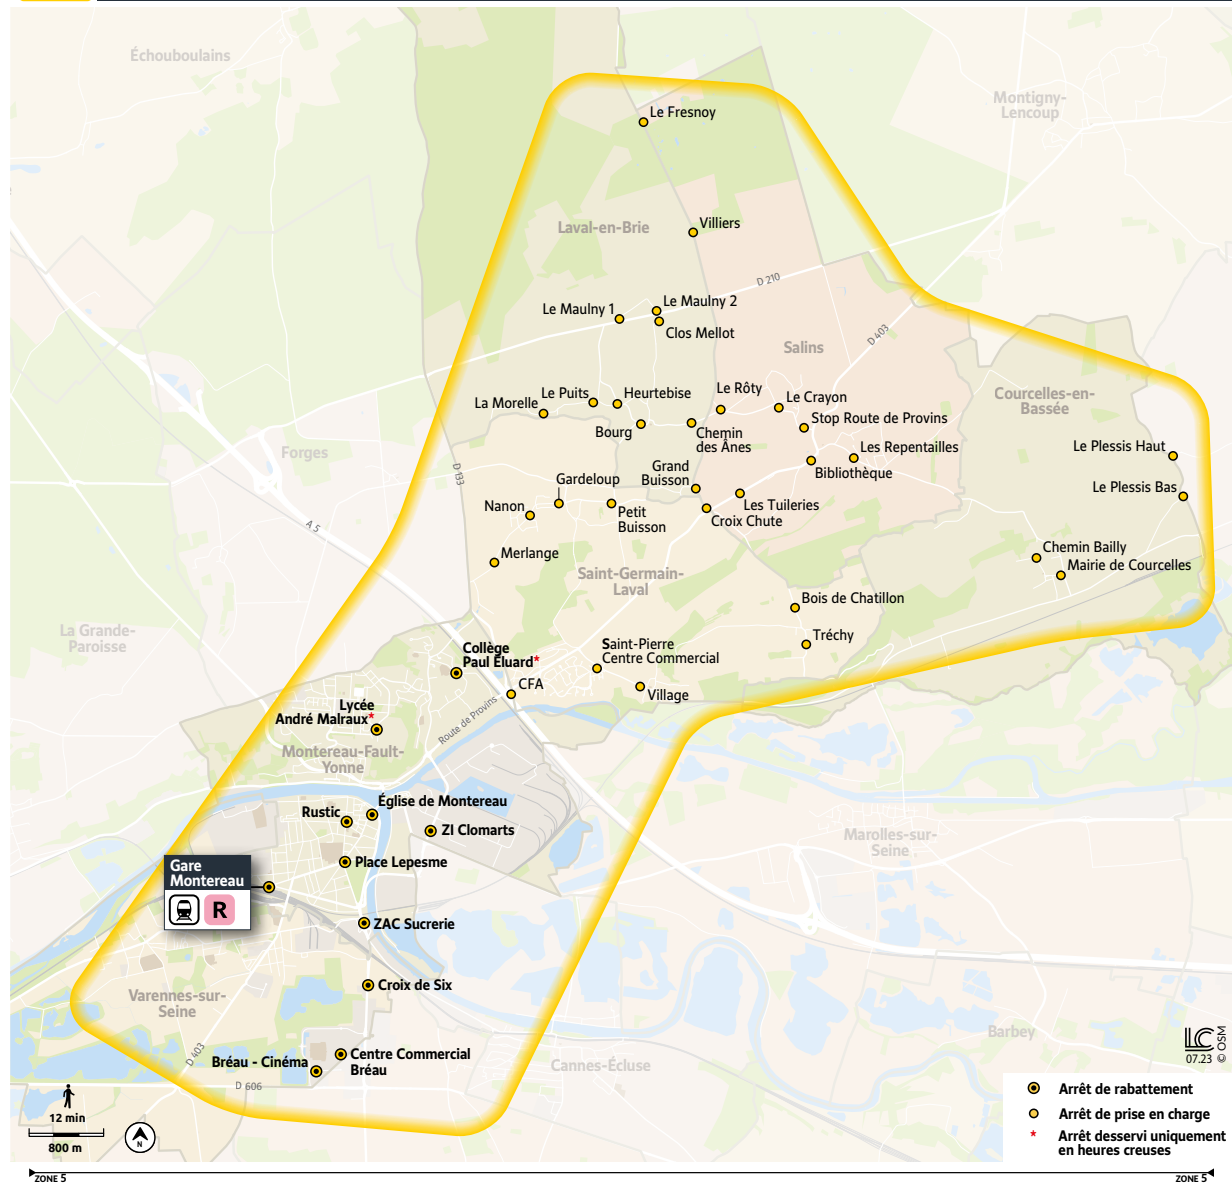 Échouboulains
Montigny-
Lencoup
Le Fresnoy
Laval-en-Brie
Villiers
D 210
Le Maulny 1
Le Maulny 2
Clos Mellot
Salins
D 403
Courcelles-en-
Bassée
La Morelle
Le Puits
Heurtebise
Le Rôty
Le Crayon
Bourg
Chemin
des Ânes
Stop Route de Provins
Les Repentailles
Bibliothèque
Le Plessis Haut
Le Plessis Bas
Forges
D 133
Grand
Buisson
Gardeloup
Nanon
Petit
Buisson
Les Tuileries
Croix Chute
A 5
Merlange
Saint-Germain-
Laval
Chemin Bailly
Mairie de Courcelles
Bois de Chatillon
Tréchy
La Grande-
Paroisse
Collège
Paul Éluard*
Saint-Pierre
Centre Commercial
CFA
Village
Route de Provins
Lycée
André Malraux*
Montereau-Fault-
Yonne
Rustic
Église de Montereau
ZI Clomarts
Marolles-sur-
Seine
Place Lepesme
Gare
Montereau
R
ZAC Sucrerie
Croix de Six
Varennes-sur-
Seine
Barbey
D 403
Bréau - Cinéma
Centre Commercial
Bréau
Cannes-Écluse
D 606
LC
07.23 © OSM
12 min
800 m
N
Arrêt de rabattement
Arrêt de prise en charge
* Arrêt desservi uniquement
en heures creuses
ZONE 5
ZONE 5